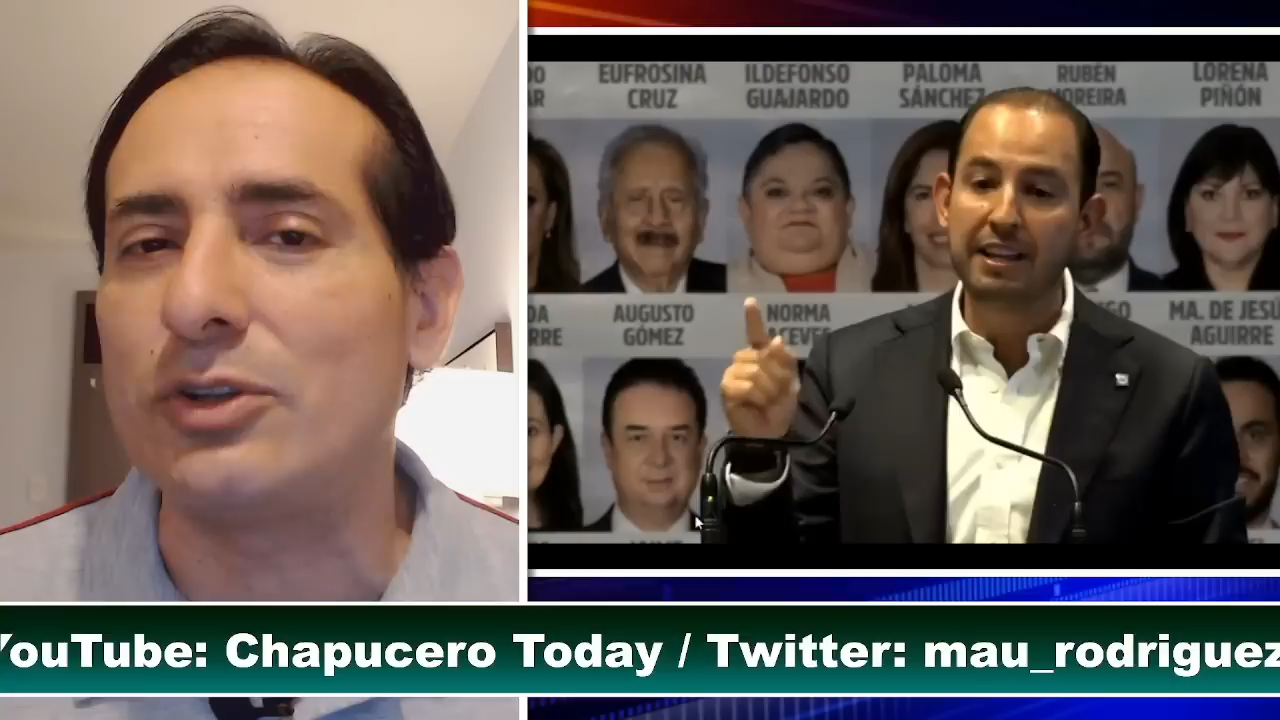 EUFROSINA
CRUZ
ILDEFONSO
GUAJARDO
PALOMA
SÁNCHEZ
RUBÉN
MOREIRA
LORENA
PIÑÓN
AUGUSTO
GÓMEZ
NORMA
ACEVES
MA. DE JESÚ
AGUIRRE
YouTube: Chapucero Today / Twitter: mau_rodriguez